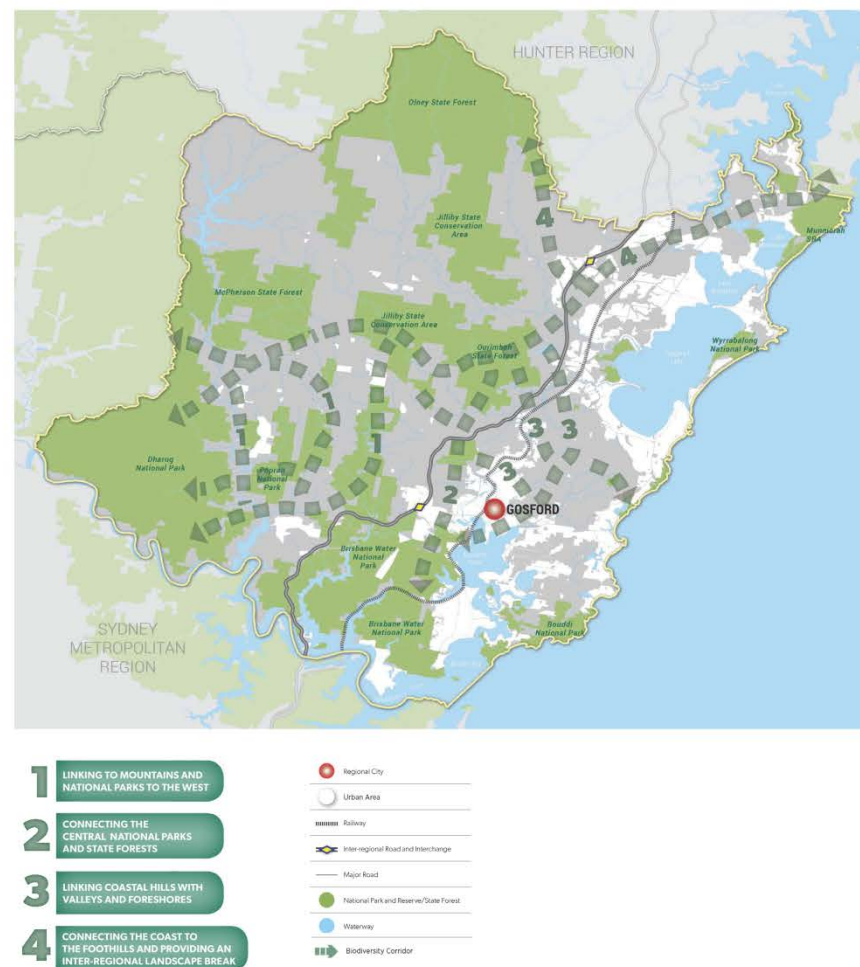 HUNTER REGION
Olney State Forest
4
Jilliby State
Conservation
Area
4
Munmorah
SRA
McPherson State Forest
Jilliby State
Conservation Area
Ourimbah
State Forest
Wyrrabalong
National Park
1
1
1
3
3
Dharug
National Park
Popran
National
Park
3
2
GOSFORD
Brisbane Water
National
Park
Brisbane Water
National Park
Bouddi
National Park
SYDNEY
METROPOLITAN
REGION
1
LINKING TO MOUNTAINS AND
NATIONAL PARKS TO THE WEST
2
CONNECTING THE
CENTRAL NATIONAL PARKS
AND STATE FORESTS
3
LINKING COASTAL HILLS WITH
VALLEYS AND FORESHORES
4
CONNECTING THE COAST TO
THE FOOTHILLS AND PROVIDING AN
INTER-REGIONAL LANDSCAPE BREAK
Regional City
Urban Area
Railway
Inter-regional Road and Interchange
Major Road
National Park and Reserve/State Forest
Waterway
Biodiversity Corridor